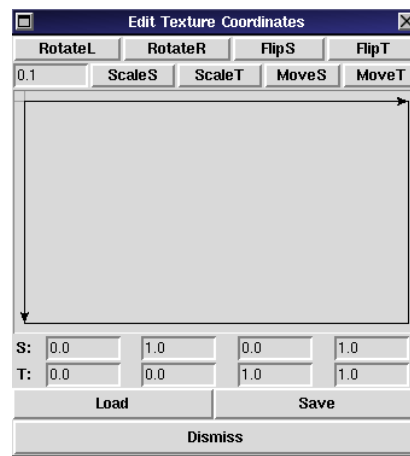 Edit Texture Coordinates
RotateL RotateR FlipS FlipT
0.1 ScaleS ScaleT MoveS MoveT
S: 0.0 1.0 0.0 1.0
T: 0.0 0.0 1.0 1.0
Load Save
Dismiss